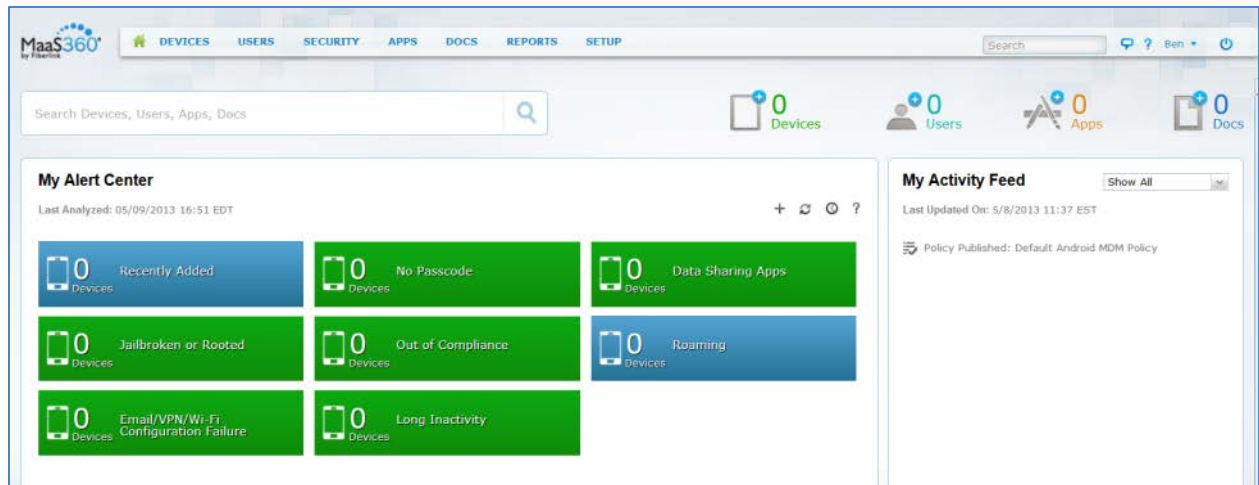 MaaS360
by Fiberlink
DEVICES USERS SECURITY APPS DOCS REPORTS SETUP
Search
? Ben
Search Devices, Users, Apps, Docs
0 Devices
0 Users
0 Apps
0 Docs
My Alert Center
Last Analyzed: 05/09/2013 16:51 EDT
+ ?
0 Devices Recently Added
0 Devices No Passcode
0 Devices Data Sharing Apps
0 Devices Jailbroken or Rooted
0 Devices Out of Compliance
0 Devices Roaming
0 Devices Email/VPN/Wi-Fi
Configuration Failure
0 Devices Long Inactivity
My Activity Feed
Show All
Last Updated On: 5/8/2013 11:37 EST
Policy Published: Default Android MDM Policy